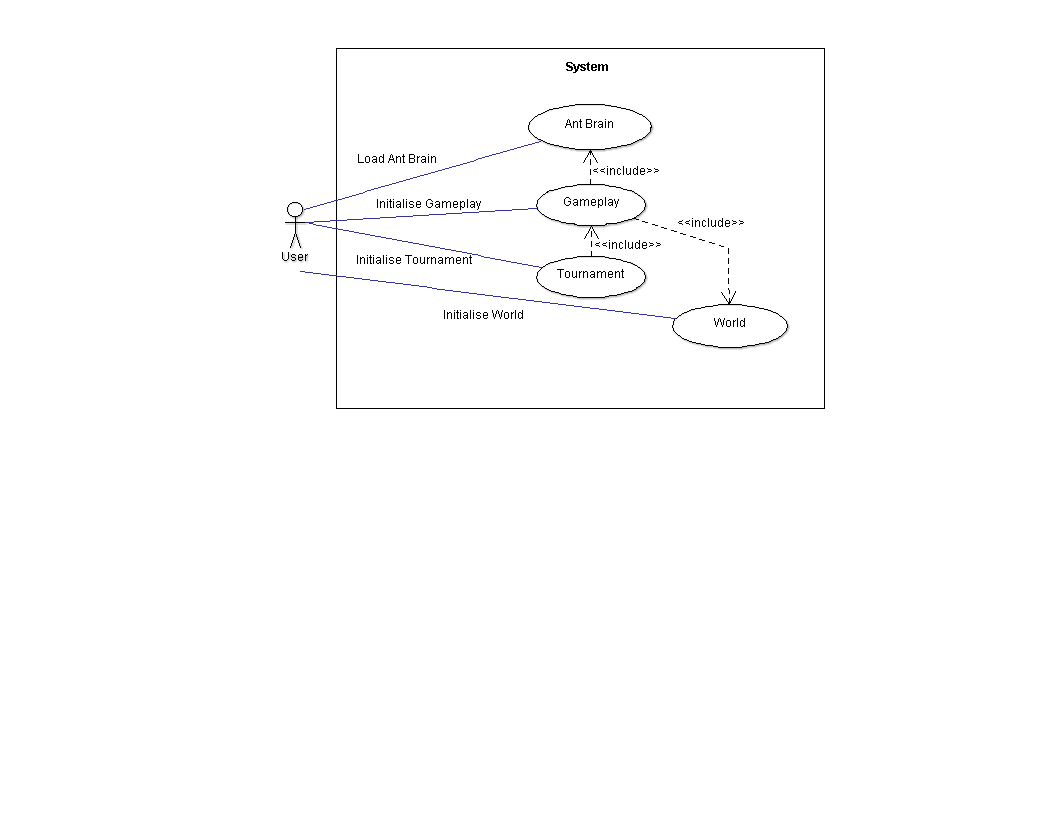 System
Ant Brain
Load Ant Brain
<<include>>
Initialise Gameplay
Gameplay
<<include>>
User
Initialise Tournament
<<include>>
Tournament
Initialise World
World